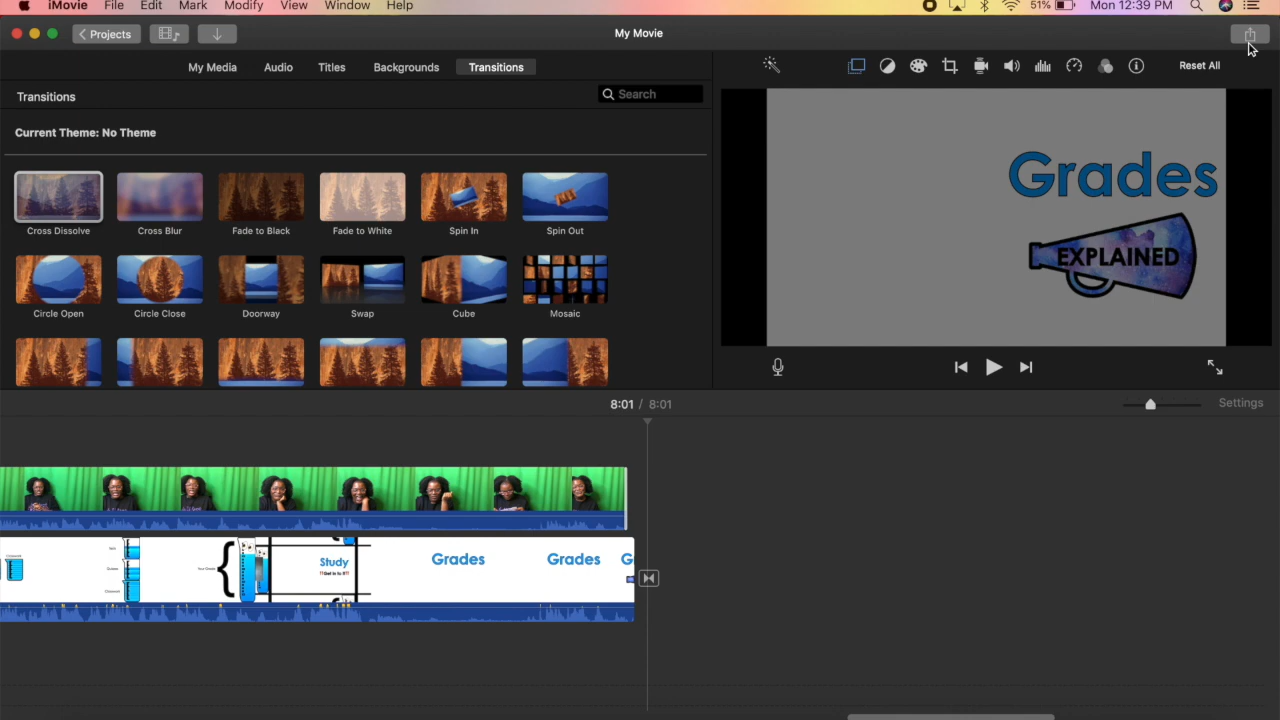 iMovie File Edit Mark Modify View Window Help 51% Mon 12:39 PM
Projects My Movie
My Media Audio Titles Backgrounds Transitions Reset All
Transitions Search
Current Theme: No Theme
Cross Dissolve Cross Blur Fade to Black Fade to White Spin In Spin Out
Circle Open Circle Close Doorway Swap Cube Mosaic
Grades
EXPLAINED
8:01 / 8:01 Settings
Study
Grades Grades G